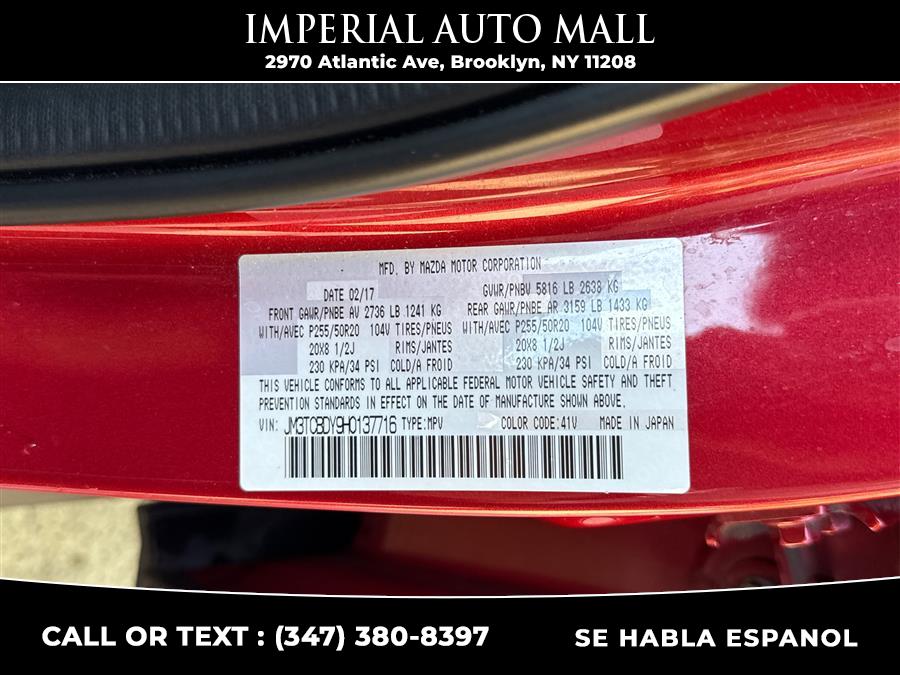 IMPERIAL AUTO MALL
2970 Atlantic Ave, Brooklyn, NY 11208
MFD. BY MAZDA MOTOR CORPORATION
DATE 02/17 GVWR/PNBV 5816 LB 2638 KG
FRONT GAWR/PNBE AV 2736 LB 1241 KG REAR GAWR/PNBE AR 3159 LB 1433 KG
WITH/AVEC P255/50R20 104V TIRES/PNEUS WITH/AVEC P255/50R20 104V TIRES/PNEUS
20X8 1/2J RIMS/JANTES 20X8 1/2J RIMS/JANTES
230 KPA/34 PSI COLD/A FROID 230 KPA/34 PSI COLD/A FROID
THIS VEHICLE CONFORMS TO ALL APPLICABLE FEDERAL MOTOR VEHICLE SAFETY AND THEFT
PREVENTION STANDARDS IN EFFECT ON THE DATE OF MANUFACTURE SHOWN ABOVE.
VIN: JM3TCBDY9H0137716 TYPE:MPV COLOR CODE:41V MADE IN JAPAN
CALL OR TEXT : (347) 380-8397 SE HABLA ESPANOL